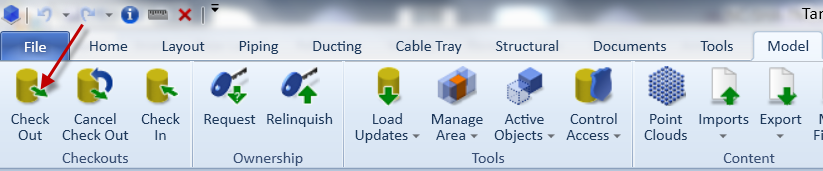 Tar
File Home Layout Piping Ducting Cable Tray Structural Documents Tools Model
Check Out Cancel Check Out Check In Request Relinquish Load Updates Manage Area Active Objects Control Access Point Clouds Imports Export
Checkouts Ownership Tools Content